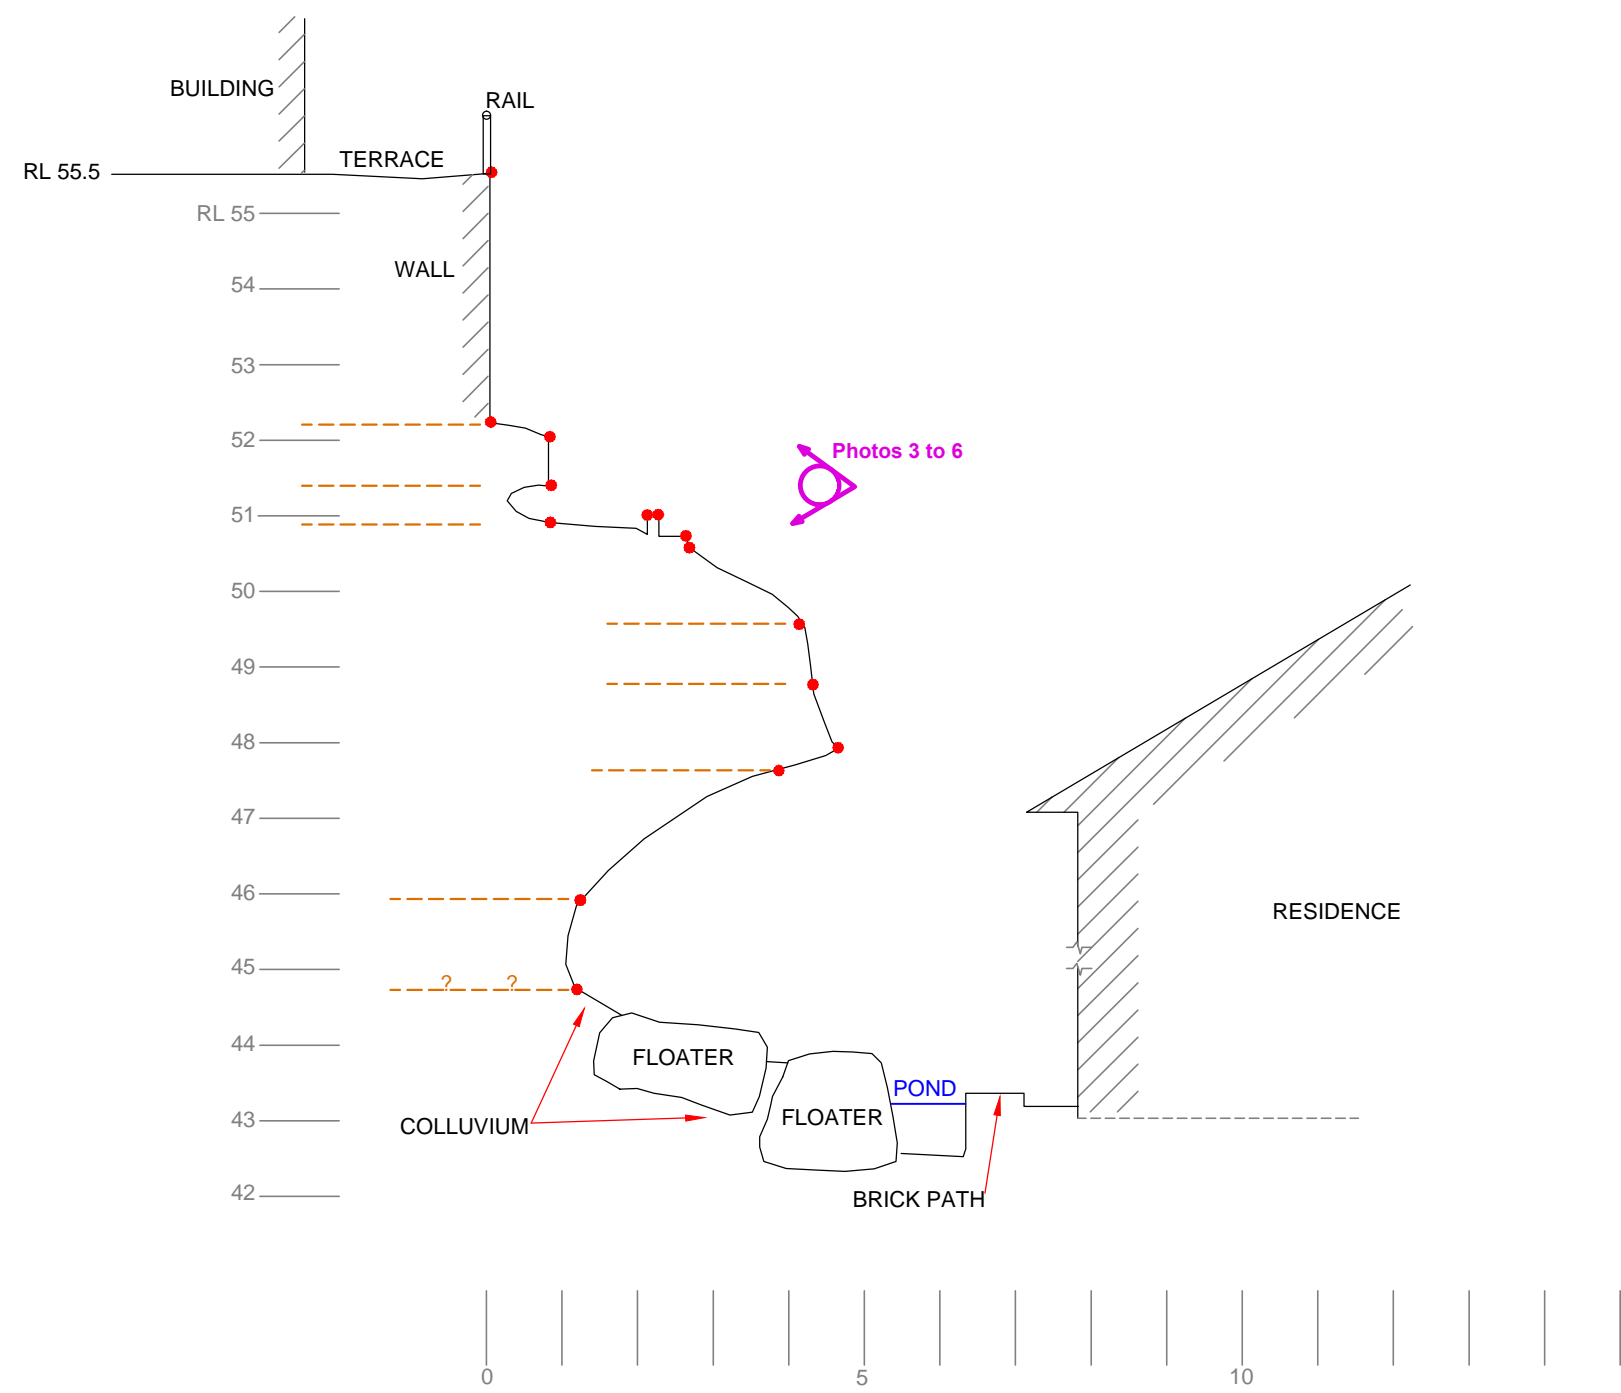 BUILDING
RAIL
TERRACE
RL 55.5
RL 55
WALL
54
53
52
Photos 3 to 6
51
50
49
48
47
46
RESIDENCE
45
? ?
44
FLOATER
POND
43
FLOATER
COLLUVIUM
42
BRICK PATH
0 5 10